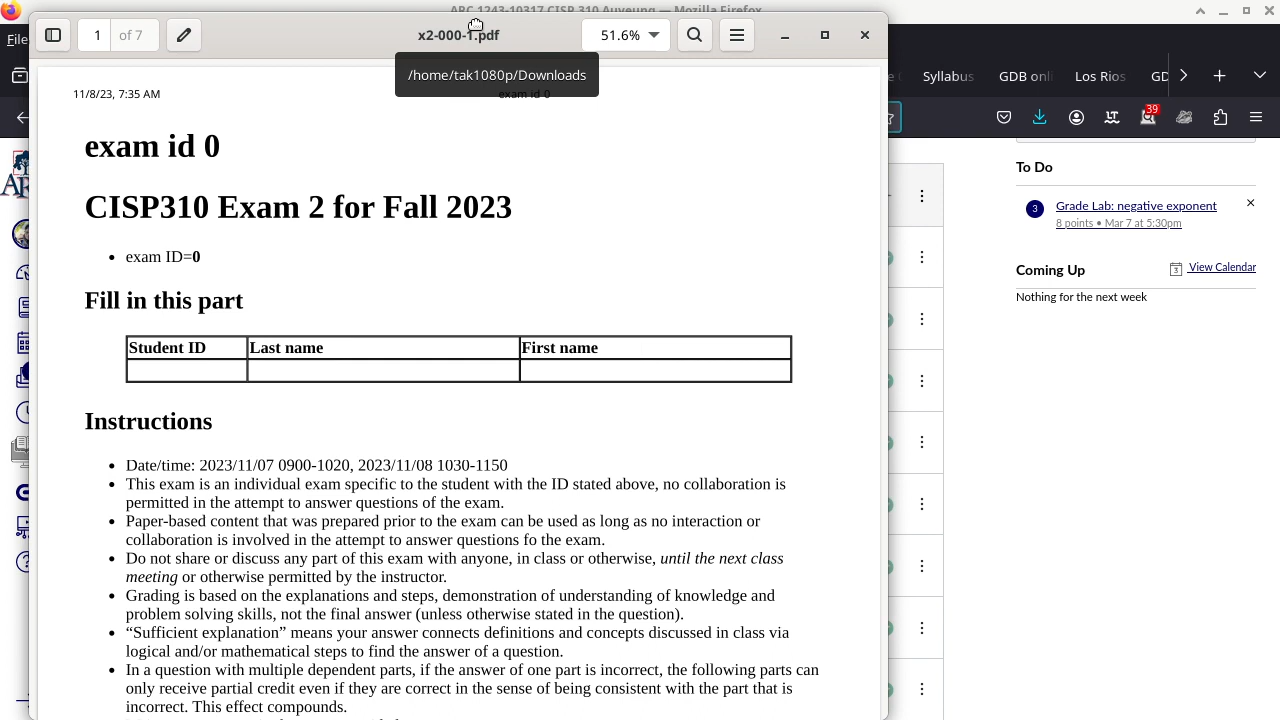 ARC 1243-10317 CISP 310 Auyeung — Mozilla Firefox
Files
1 of 7
x2-000-1.pdf
51.6%
/home/tak1080p/Downloads
Syllabus
GDB onli
Los Rios
GD
39
11/8/23, 7:35 AM
exam id 0
exam id 0
CISP310 Exam 2 for Fall 2023
• exam ID=0
Fill in this part
Student ID Last name First name
Instructions
• Date/time: 2023/11/07 0900-1020, 2023/11/08 1030-1150
• This exam is an individual exam specific to the student with the ID stated above, no collaboration is
permitted in the attempt to answer questions of the exam.
• Paper-based content that was prepared prior to the exam can be used as long as no interaction or
collaboration is involved in the attempt to answer questions fo the exam.
• Do not share or discuss any part of this exam with anyone, in class or otherwise, until the next class
meeting or otherwise permitted by the instructor.
• Grading is based on the explanations and steps, demonstration of understanding of knowledge and
problem solving skills, not the final answer (unless otherwise stated in the question).
• “Sufficient explanation” means your answer connects definitions and concepts discussed in class via
logical and/or mathematical steps to find the answer of a question.
• In a question with multiple dependent parts, if the answer of one part is incorrect, the following parts can
only receive partial credit even if they are correct in the sense of being consistent with the part that is
incorrect. This effect compounds.
To Do
3 Grade Lab: negative exponent
8 points • Mar 7 at 5:30pm
Coming Up
3 View Calendar
Nothing for the next week